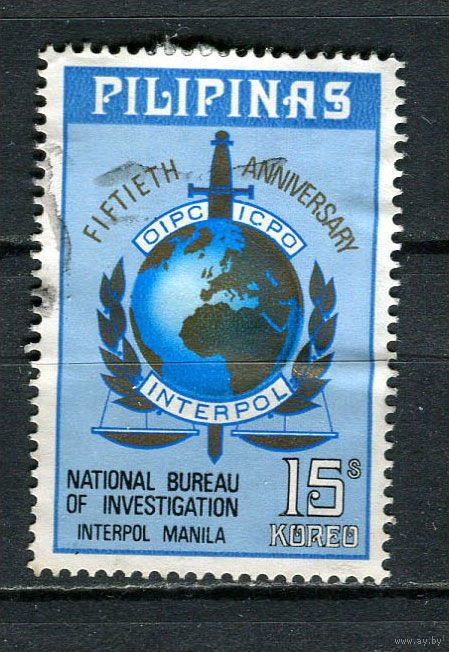 PILIPINAS
FIFTIETH ANNIVERSARY
OIPC ICPO
INTERPOL
NATIONAL BUREAU
OF INVESTIGATION
INTERPOL MANILA
15s
KOREO
www.ay.by